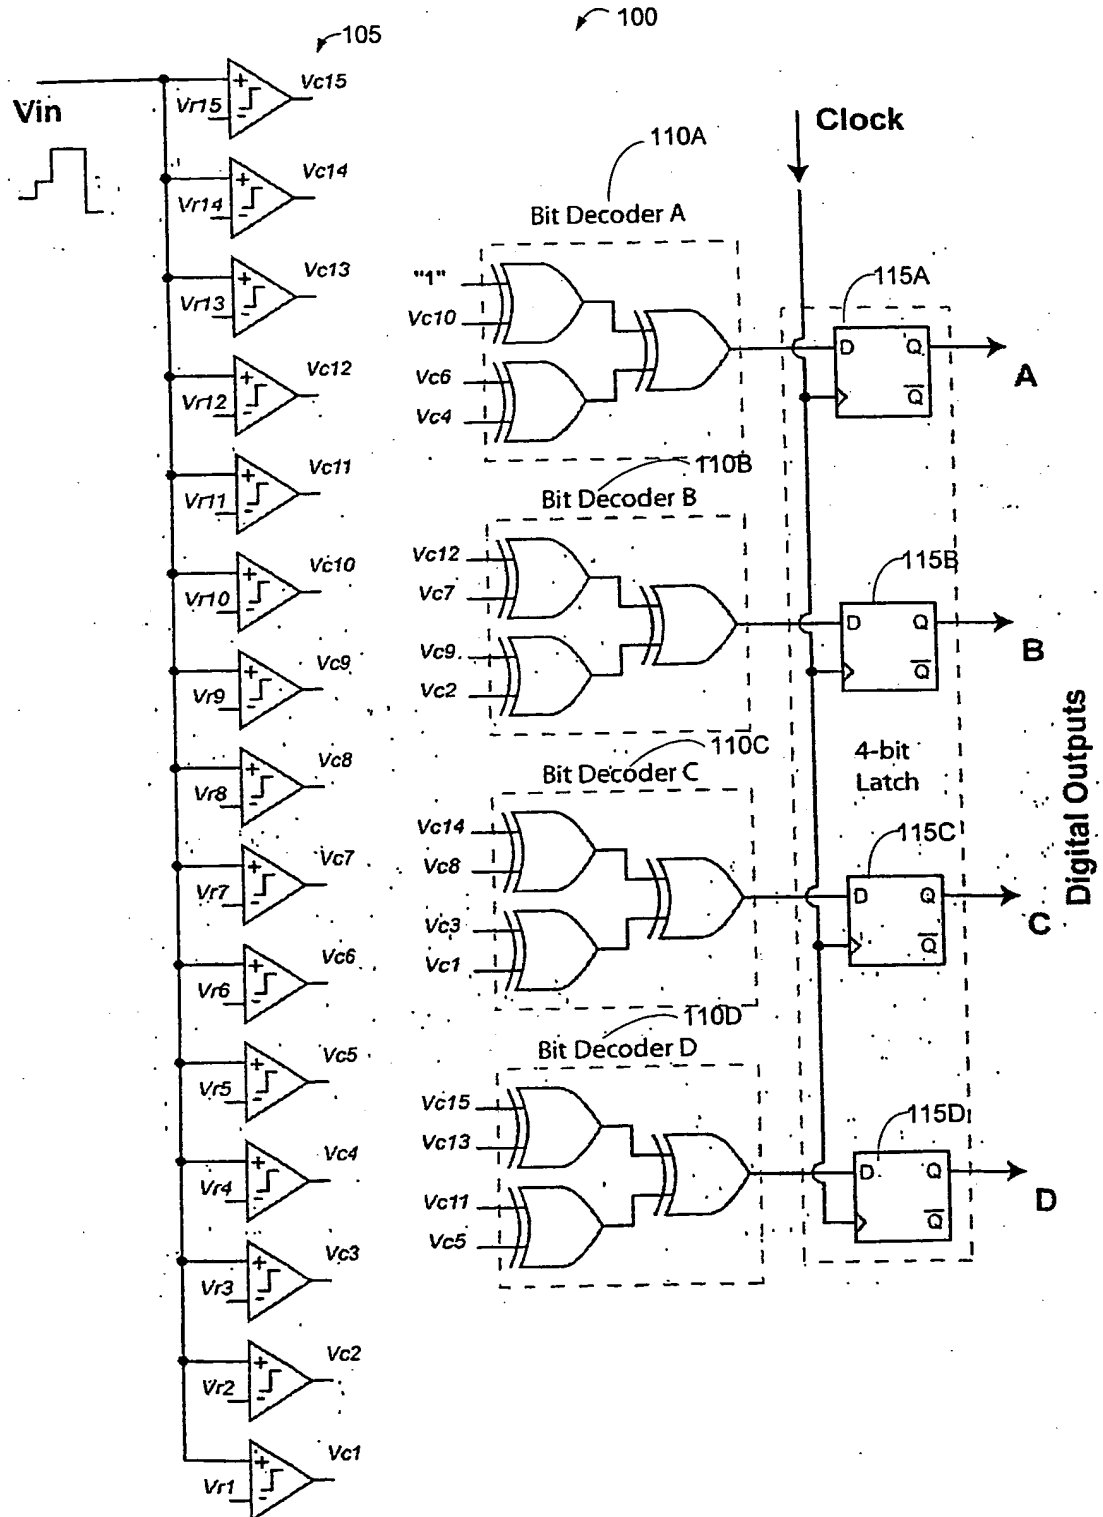 100
105
Vin
Vr15
Vc15
Vr14
Vc14
Vr13
Vc13
Vr12
Vc12
Vr11
Vc11
Vr10
Vc10
Vr9
Vc9
Vr8
Vc8
Vr7
Vc7
Vr6
Vc6
Vr5
Vc5
Vr4
Vc4
Vr3
Vc3
Vr2
Vc2
Vr1
Vc1
Clock
110A
Bit Decoder A
"1"
Vc10
Vc6
Vc4
110B
Bit Decoder B
Vc12
Vc7
Vc9
Vc2
110C
Bit Decoder C
Vc14
Vc8
Vc3
Vc1
110D
Bit Decoder D
Vc15
Vc13
Vc11
Vc5
115A
D Q
Q
A
115B
D Q
Q
B
4-bit
Latch
115C
D Q
Q
C
115D
D Q
Q
D
Digital Outputs